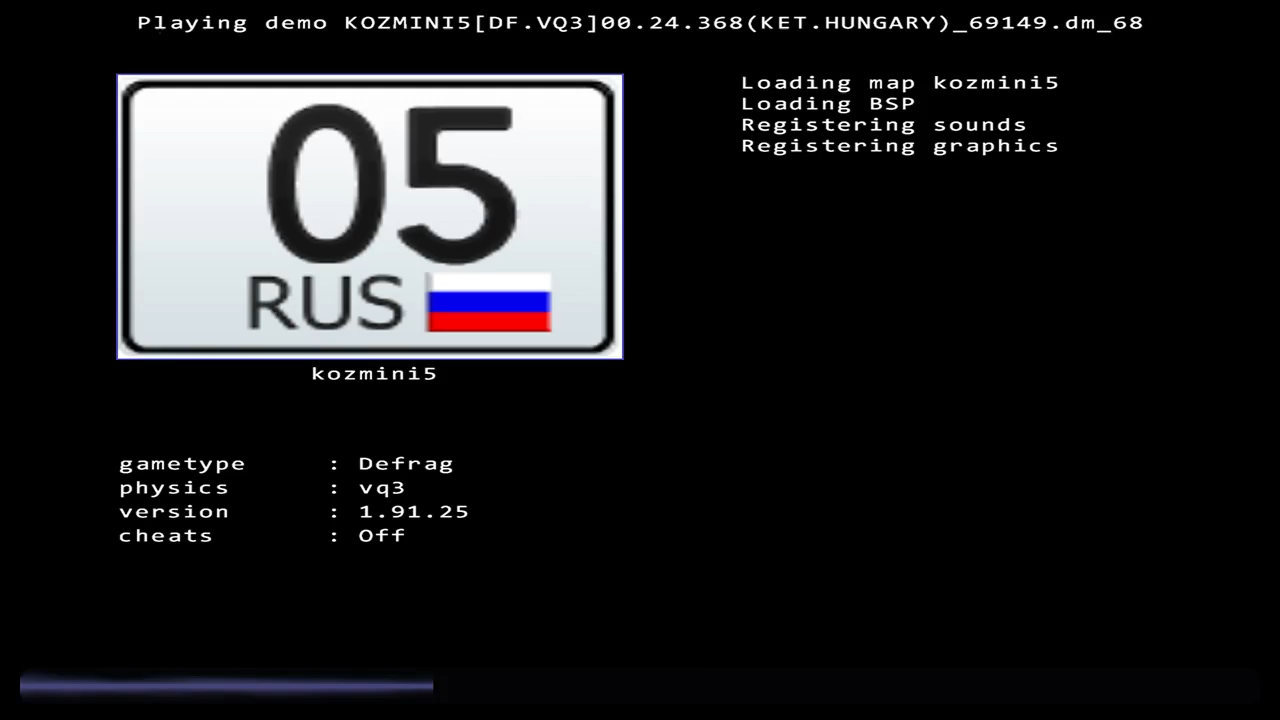 Playing demo KOZMINI5[DF.VQ3]00.24.368(KET.HUNGARY)_69149.dm_68
05
RUS
kozmini5
Loading map kozmini5
Loading BSP
Registering sounds
Registering graphics
gametype : Defrag
physics : vq3
version : 1.91.25
cheats : Off